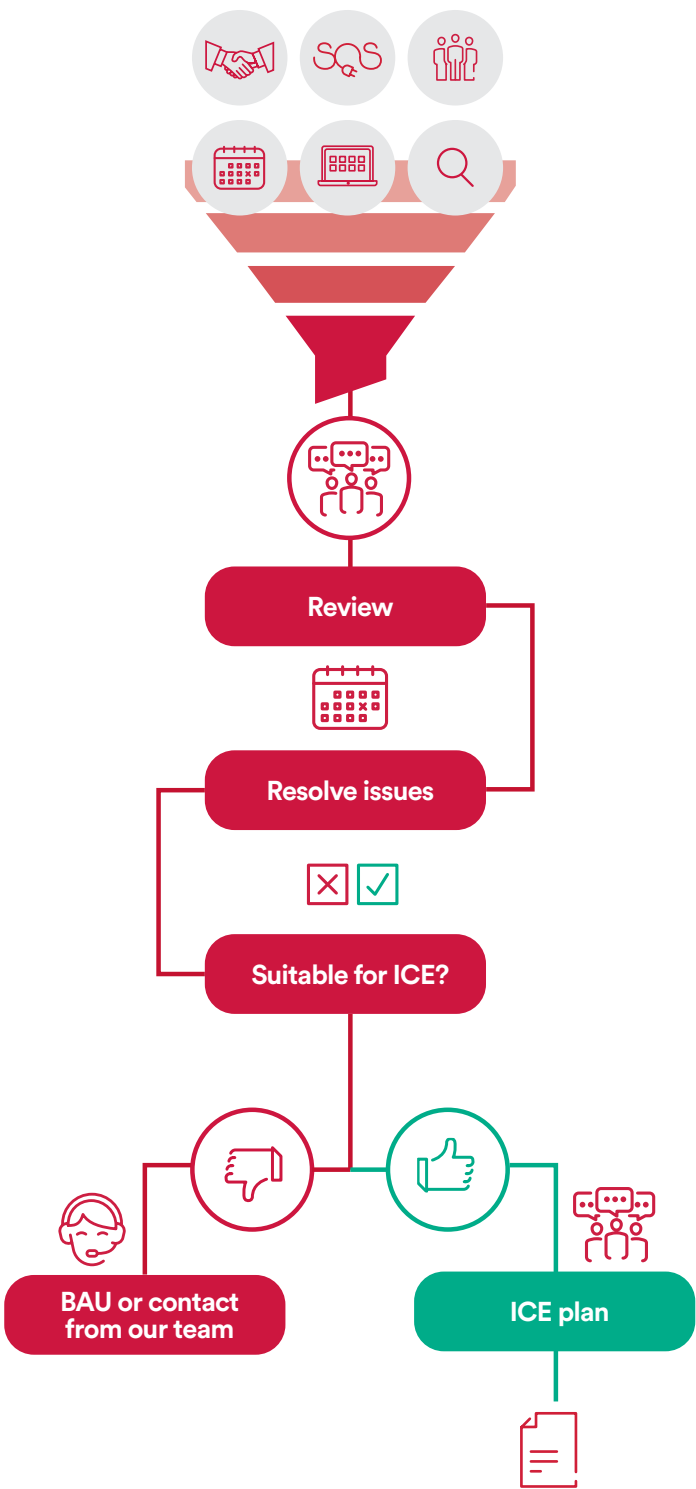 SOS
Review
Resolve issues
Suitable for ICE?
BAU or contact
from our team
ICE plan